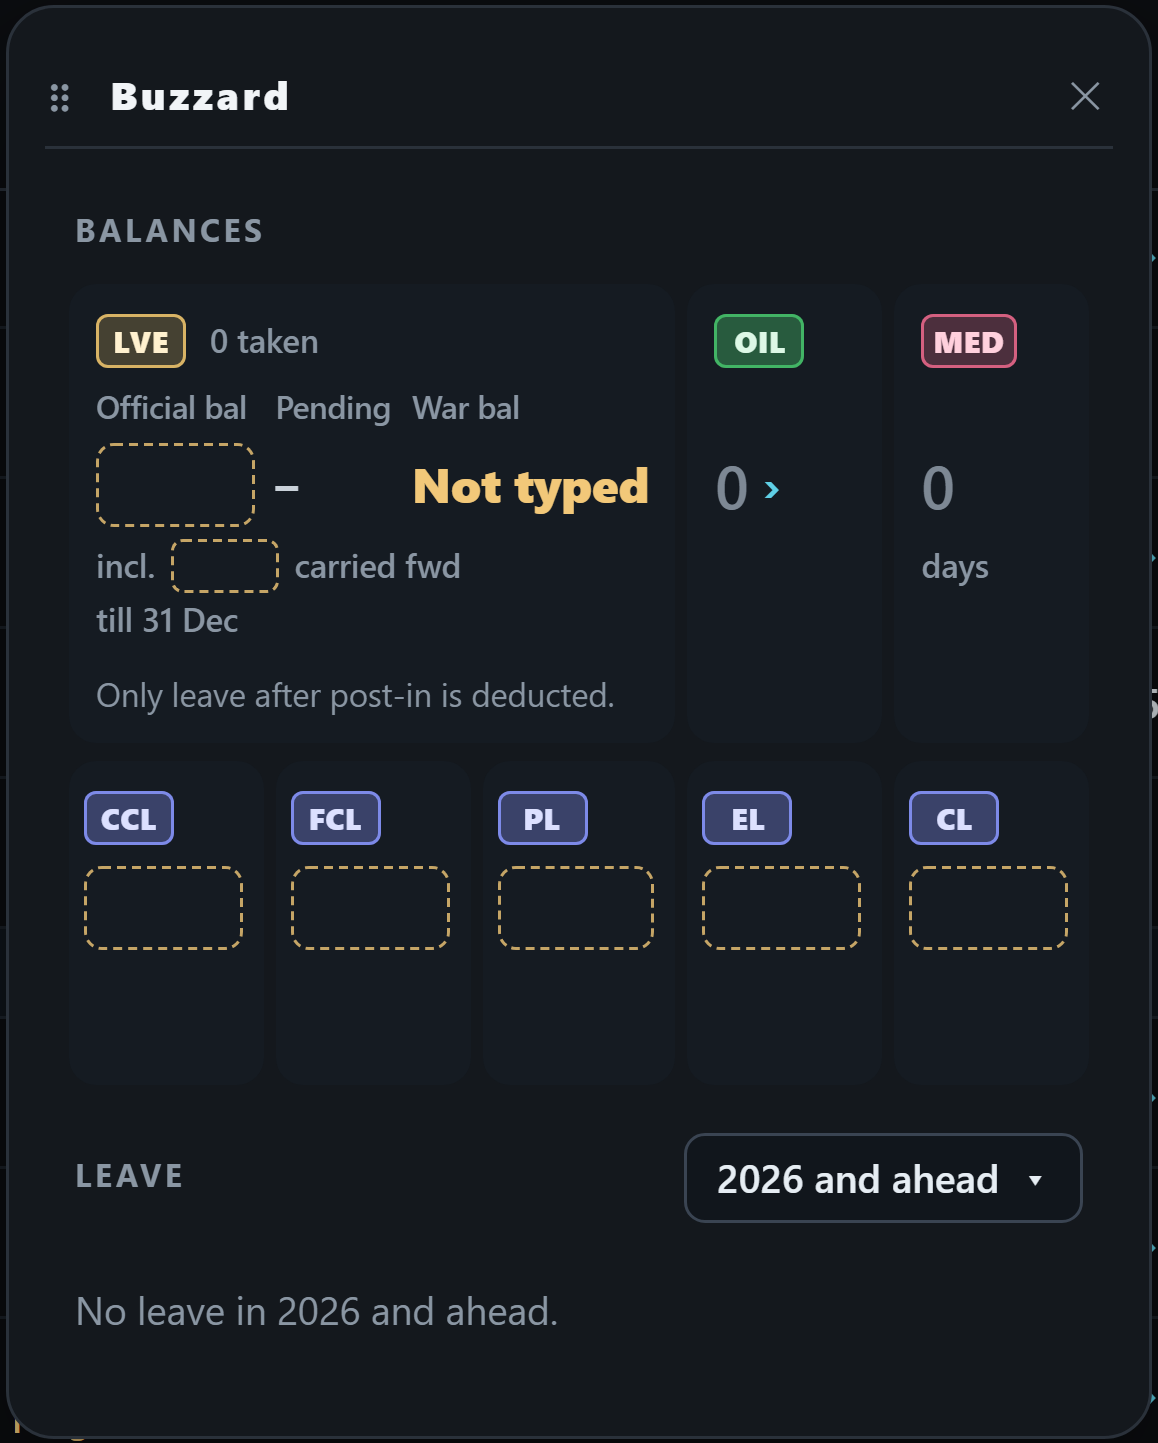 Buzzard
BALANCES
LVE 0 taken
Official bal Pending War bal
– Not typed
incl. carried fwd
till 31 Dec
Only leave after post-in is deducted.
OIL
0 ›
MED
0
days
CCL FCL PL EL CL
LEAVE
2026 and ahead
No leave in 2026 and ahead.